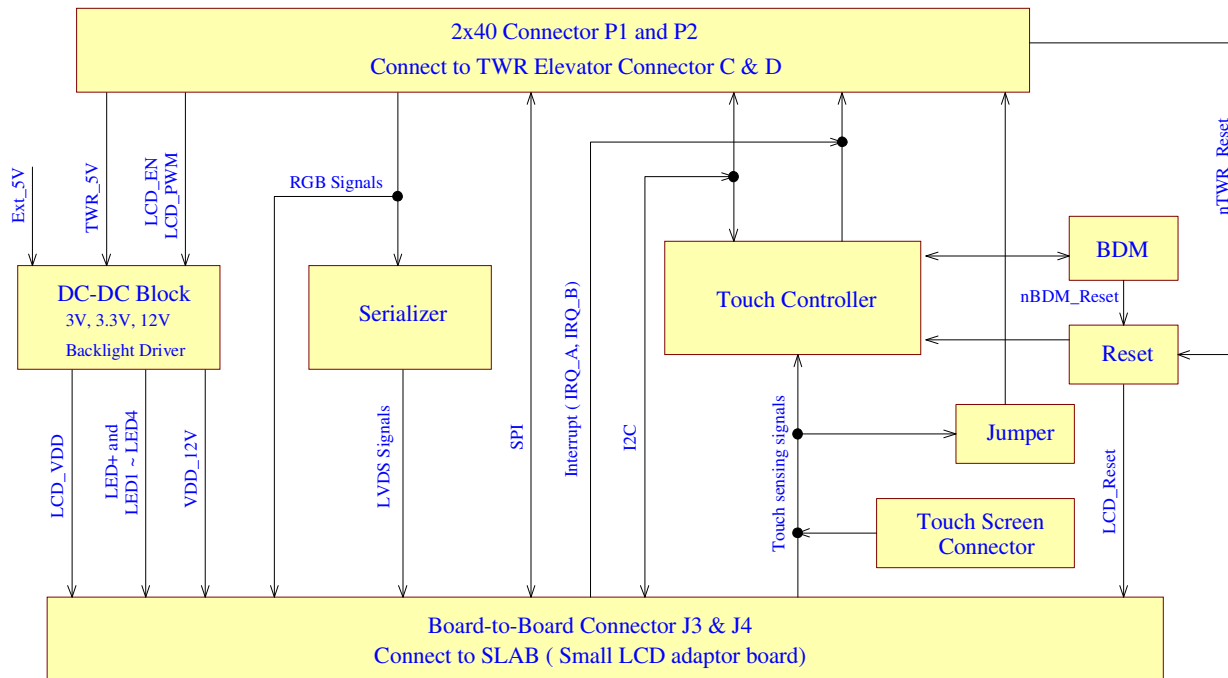 2x40 Connector P1 and P2
Connect to TWR Elevator Connector C & D
nTWR_Reset
Ext_5V
TWR_5V
LCD_EN
LCD_PWM
RGB Signals
DC-DC Block
3V, 3.3V, 12V
Backlight Driver
Serializer
Touch Controller
BDM
nBDM_Reset
Reset
Jumper
Touch Screen
Connector
LCD_VDD
LED+ and
LED1 ~ LED4
VDD_12V
LVDS Signals
SPI
Interrupt ( IRQ_A, IRQ_B)
I2C
Touch sensing signals
LCD_Reset
Board-to-Board Connector J3 & J4
Connect to SLAB ( Small LCD adaptor board)